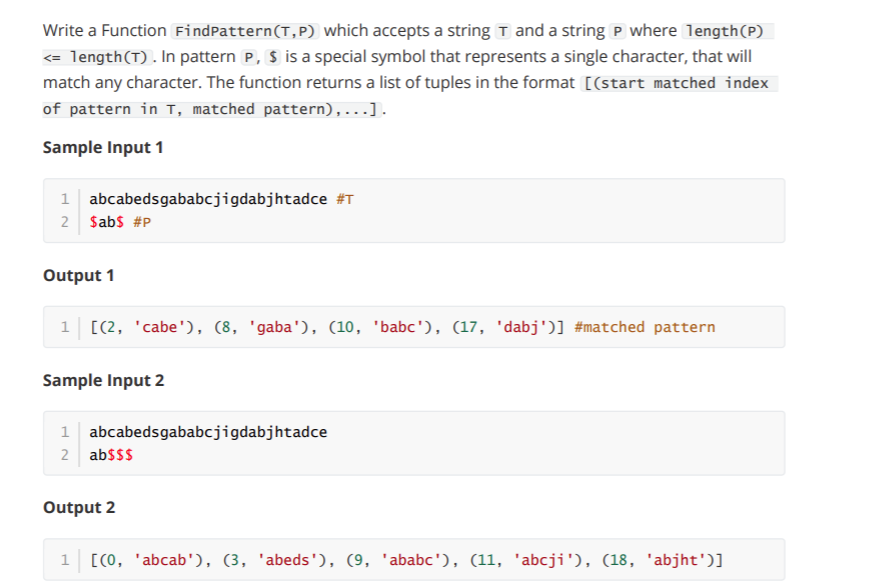 Write a Function FindPattern(T,P) which accepts a string T and a string P where length(P)
<= length(T). In pattern P, $ is a special symbol that represents a single character, that will
match any character. The function returns a list of tuples in the format [(start matched index
of pattern in T, matched pattern),...].
Sample Input 1
1 abcabedsgababcjigdabjhtadce #T
2 $ab$ #P
Output 1
1 [(2, 'cabe'), (8, 'gaba'), (10, 'babc'), (17, 'dabj')] #matched pattern
Sample Input 2
1 abcabedsgababcjigdabjhtadce
2 ab$$$
Output 2
1 [(0, 'abcab'), (3, 'abeds'), (9, 'ababc'), (11, 'abcji'), (18, 'abjht')]